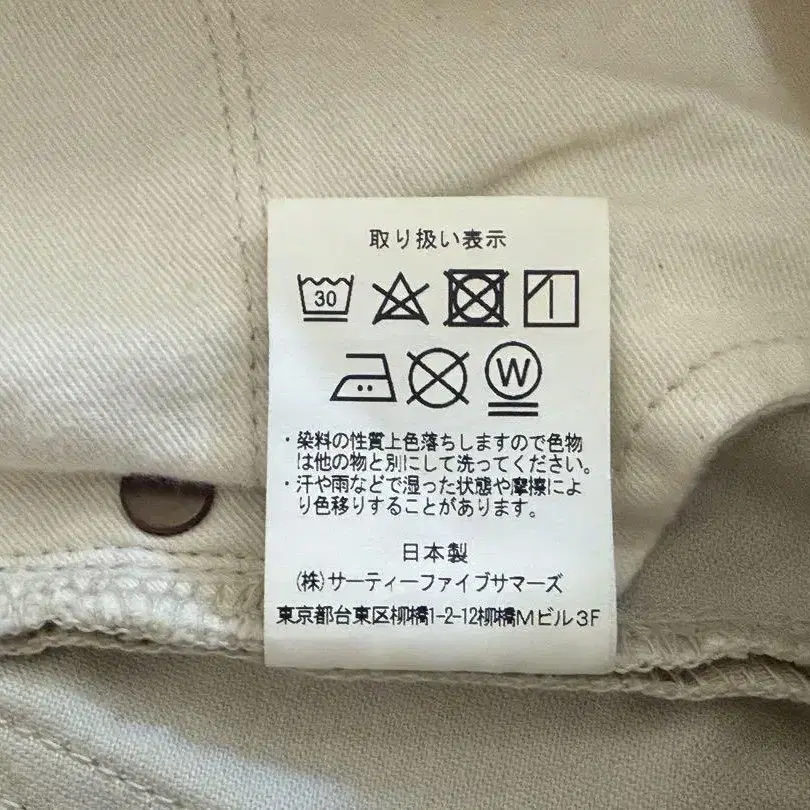 取り扱い表示
30
W
・染料の性質上色落ちしますので色物
は他の物と別にして洗ってください。
・汗や雨などで湿った状態や摩擦によ
り色移りすることがあります。
日本製
(株)サーティーファイブサマーズ
東京都台東区柳橋1-2-12柳橋Mビル3F